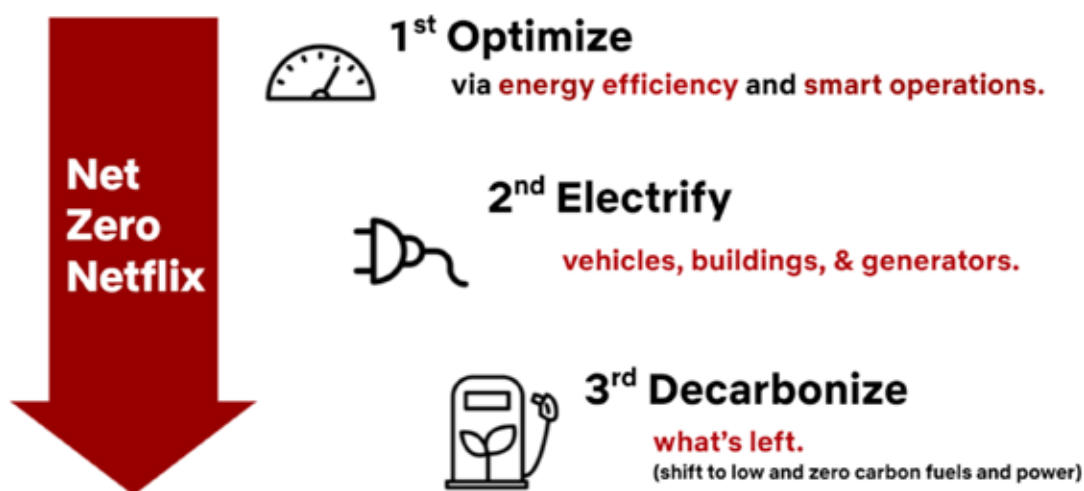 Net
Zero
Netflix
1st Optimize
via energy efficiency and smart operations.
2nd Electrify
vehicles, buildings, & generators.
3rd Decarbonize
what's left.
(shift to low and zero carbon fuels and power)